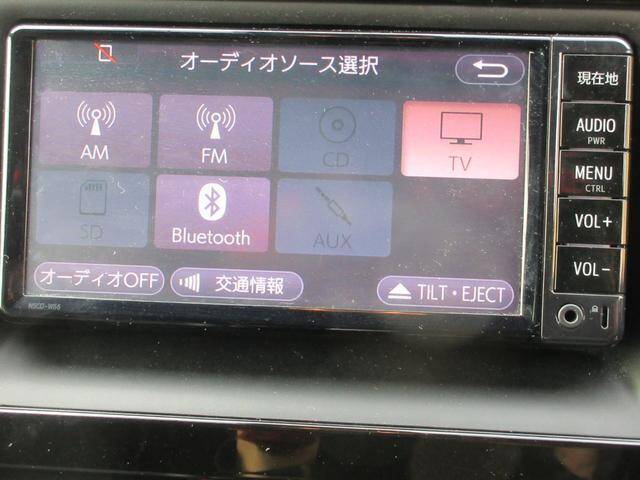 オーディオソース選択
AM
FM
CD
TV
SD
Bluetooth
AUX
オーディオOFF
交通情報
TILT・EJECT
NSCD-W66
現在地
AUDIO
PWR
MENU
CTRL
VOL+
VOL-